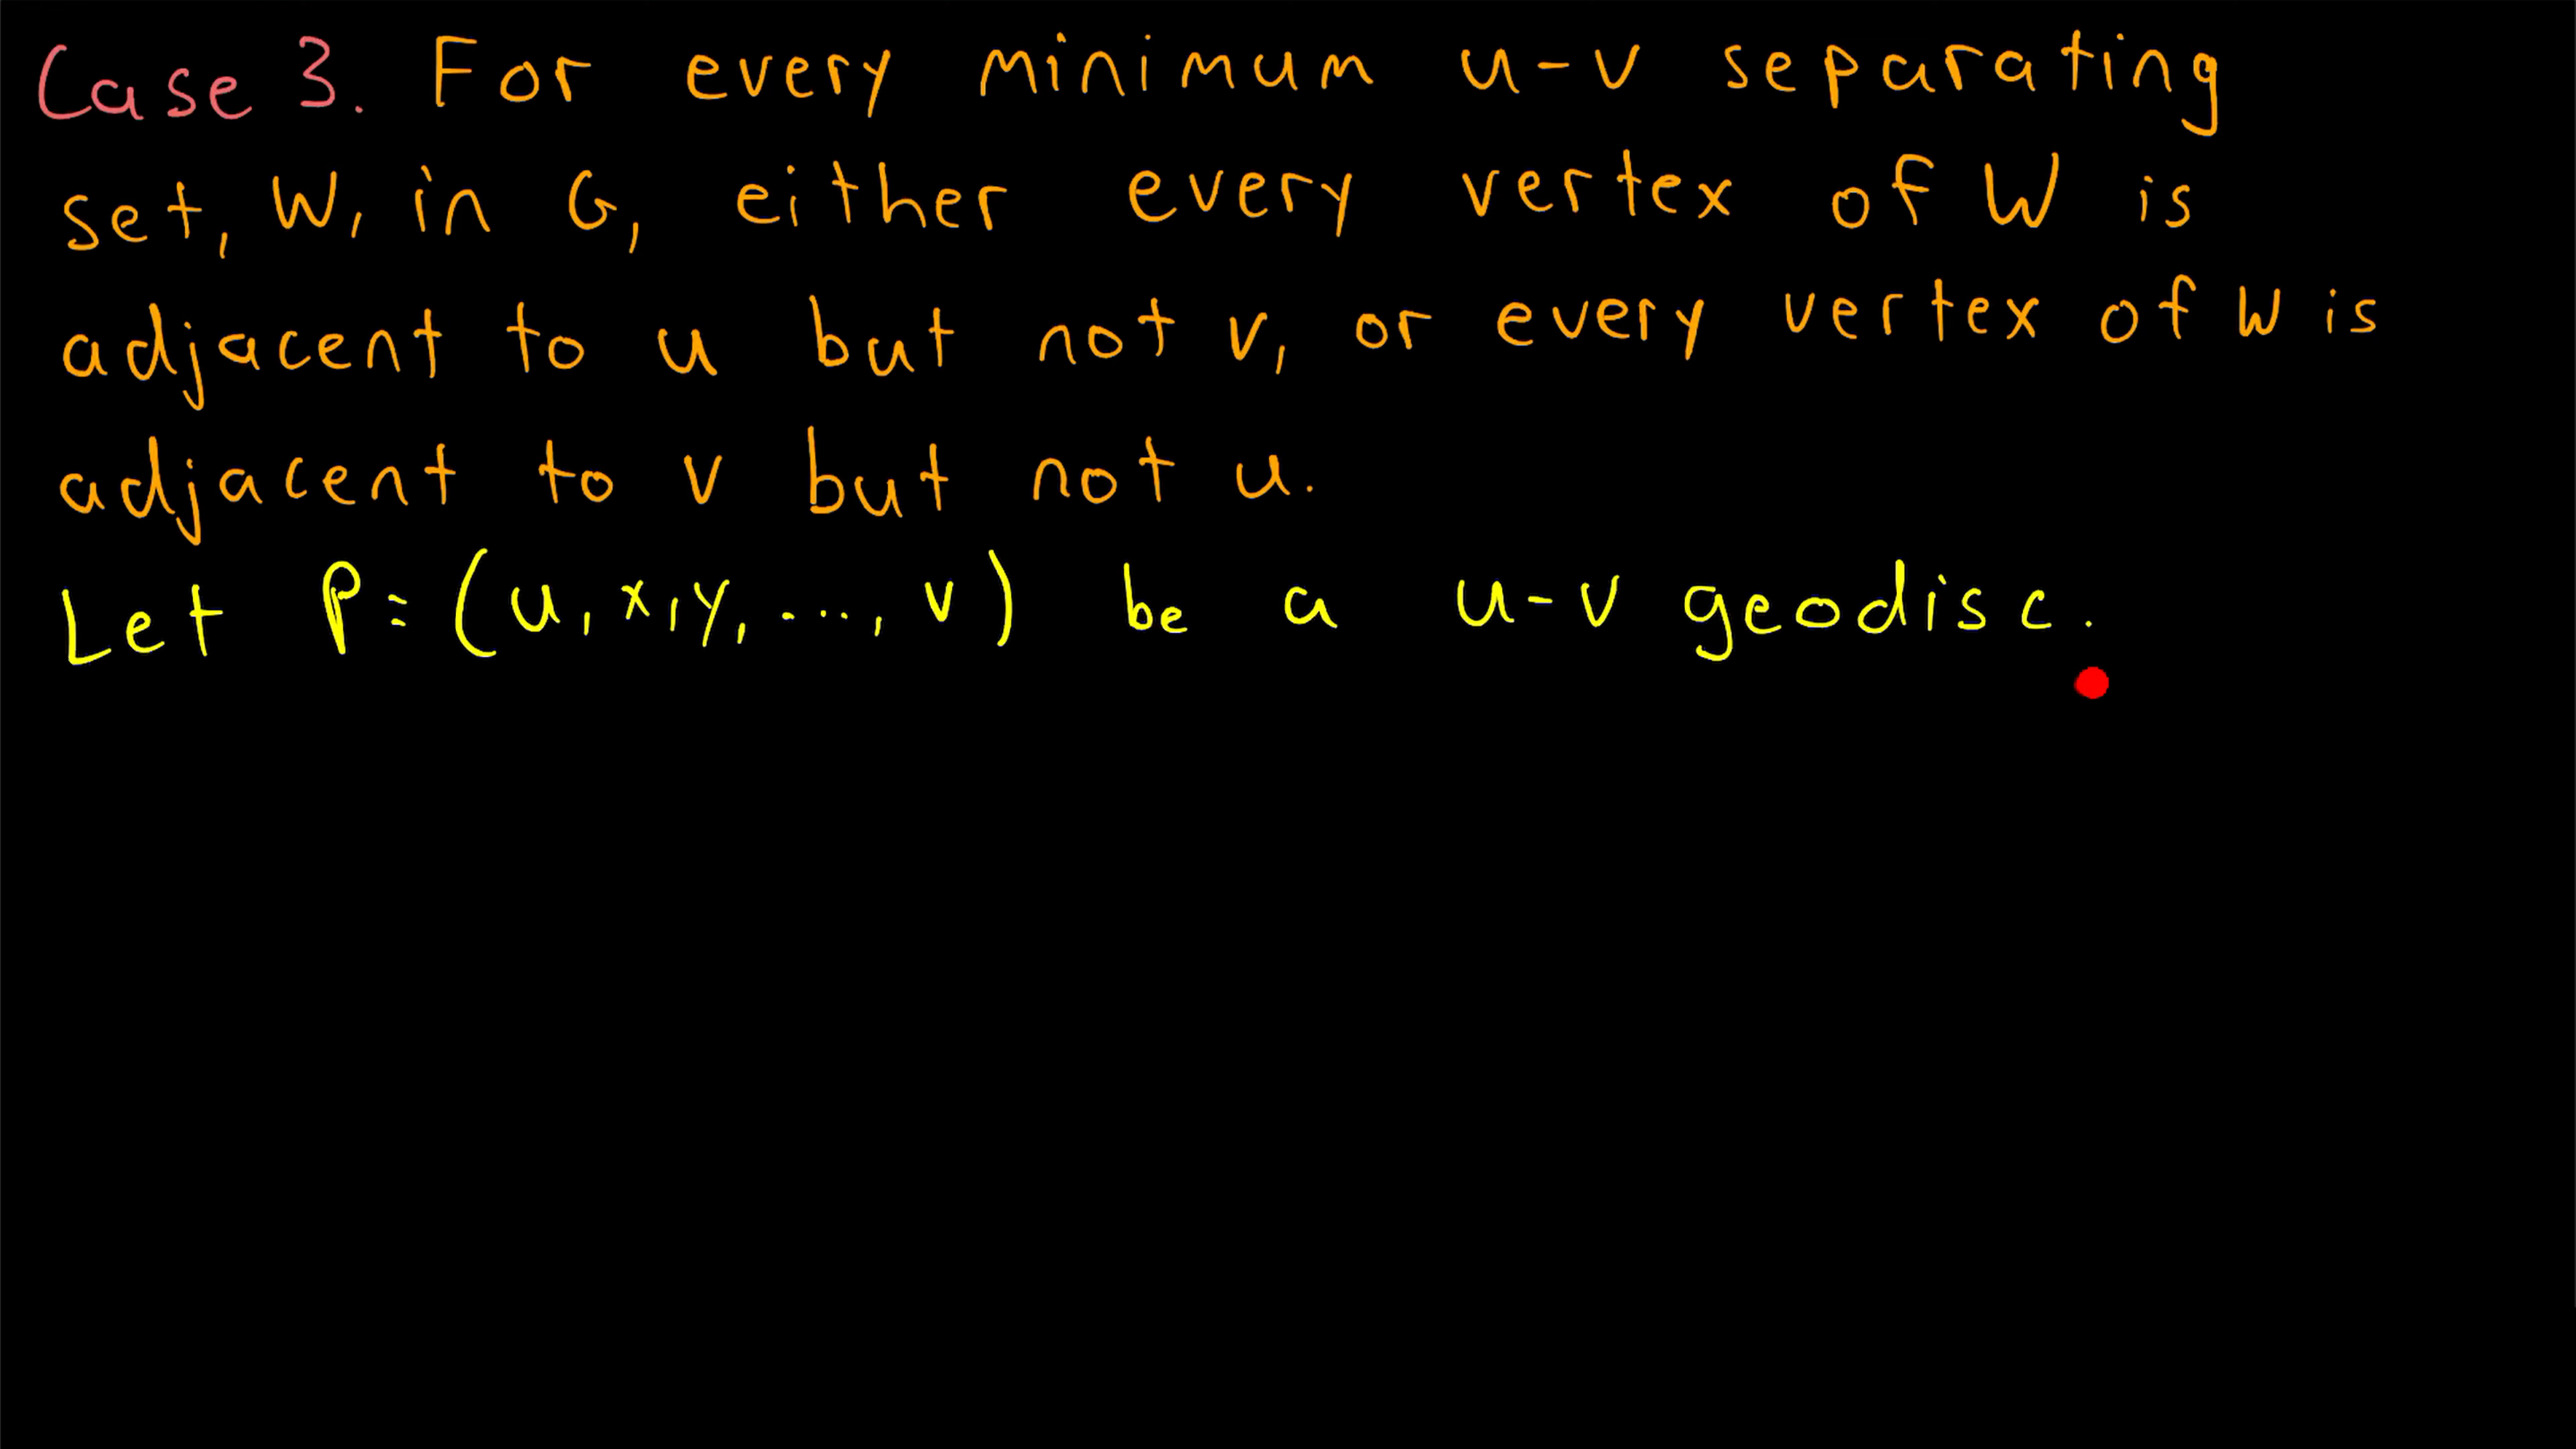 Case 3. For every minimum u-v separating
set, W, in G, either every vertex of W is
adjacent to u but not v, or every vertex of W is
adjacent to v but not u.
Let P = (u, x, y, ..., v) be a u-v geodisc.